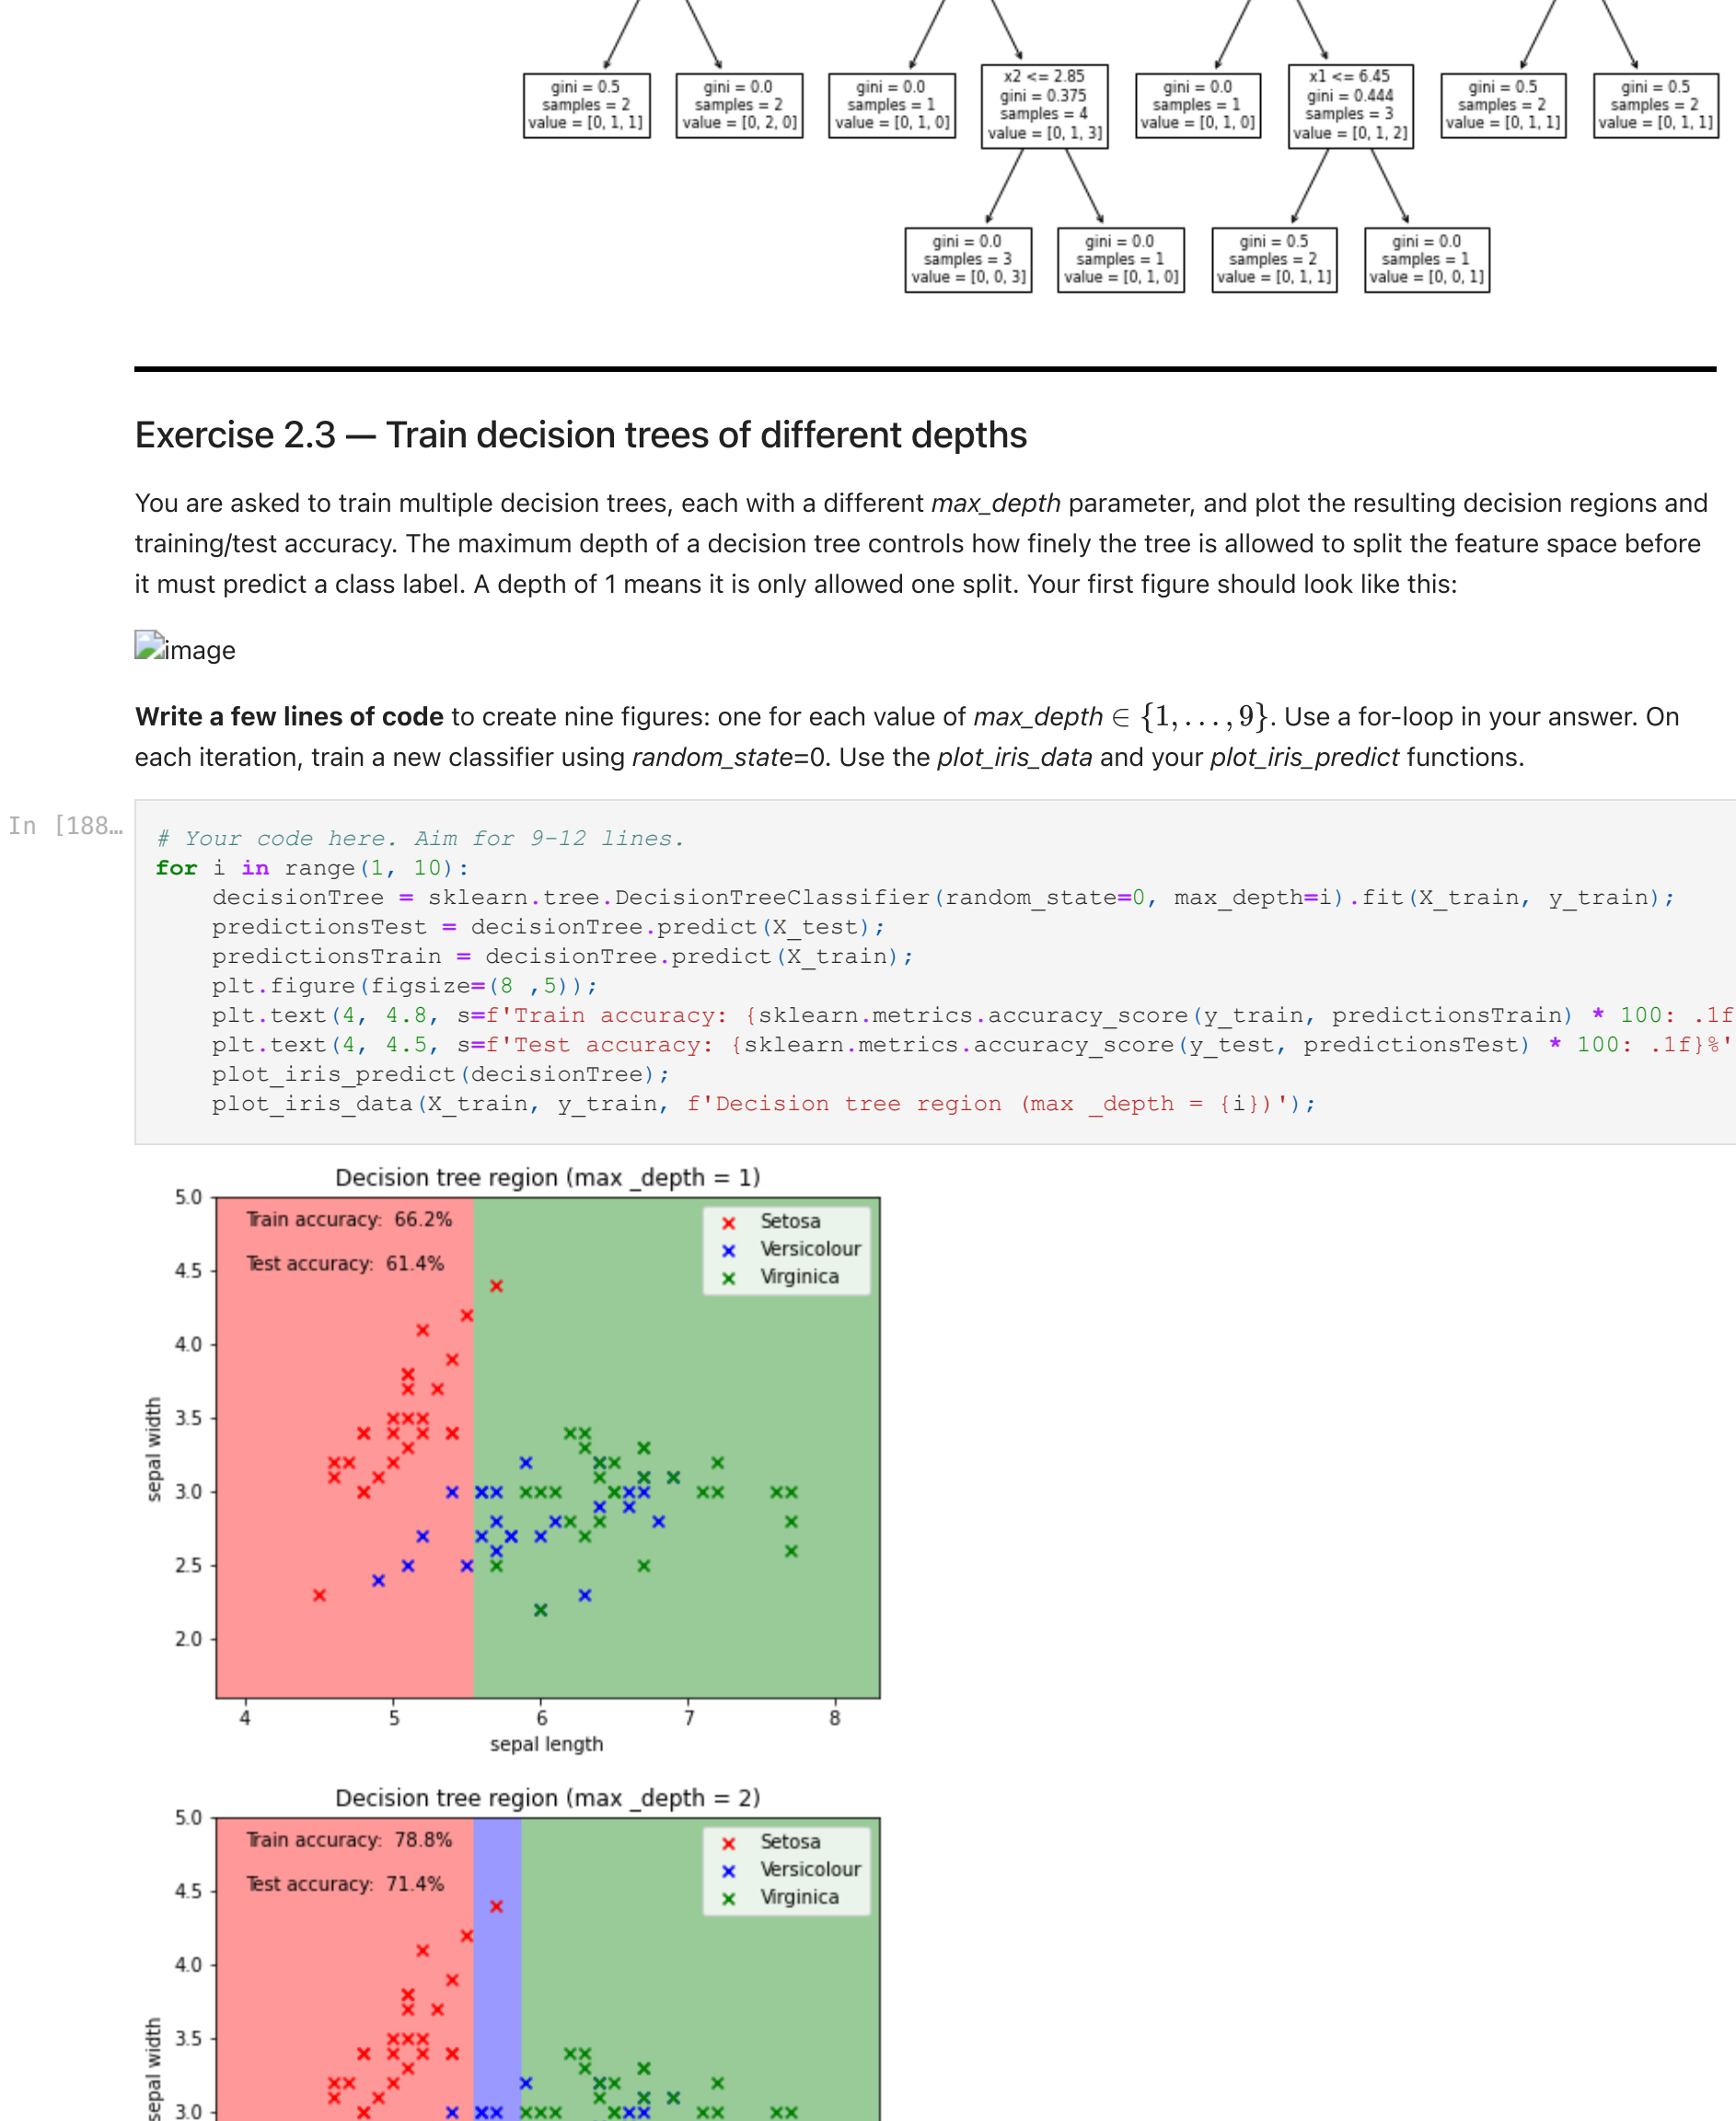 gini = 0.5
samples = 2
value = [0, 1, 1]
gini = 0.0
samples = 2
value = [0, 2, 0]
gini = 0.0
samples = 1
value = [0, 1, 0]
x2 <= 2.85
gini = 0.375
samples = 4
value = [0, 1, 3]
gini = 0.0
samples = 1
value = [0, 1, 0]
x1 <= 6.45
gini = 0.444
samples = 3
value = [0, 1, 2]
gini = 0.5
samples = 2
value = [0, 1, 1]
gini = 0.5
samples = 2
value = [0, 1, 1]
gini = 0.0
samples = 3
value = [0, 0, 3]
gini = 0.0
samples = 1
value = [0, 1, 0]
gini = 0.5
samples = 2
value = [0, 1, 1]
gini = 0.0
samples = 1
value = [0, 0, 1]
Exercise 2.3 — Train decision trees of different depths
You are asked to train multiple decision trees, each with a different max_depth parameter, and plot the resulting decision regions and
training/test accuracy. The maximum depth of a decision tree controls how finely the tree is allowed to split the feature space before
it must predict a class label. A depth of 1 means it is only allowed one split. Your first figure should look like this:
image
Write a few lines of code to create nine figures: one for each value of max_depth ∈ {1, . . . , 9}. Use a for-loop in your answer. On
each iteration, train a new classifier using random_state=0. Use the plot_iris_data and your plot_iris_predict functions.
In [188…
# Your code here. Aim for 9-12 lines.
for i in range(1, 10):
    decisionTree = sklearn.tree.DecisionTreeClassifier(random_state=0, max_depth=i).fit(X_train, y_train);
    predictionsTest = decisionTree.predict(X_test);
    predictionsTrain = decisionTree.predict(X_train);
    plt.figure(figsize=(8 ,5));
    plt.text(4, 4.8, s=f'Train accuracy: {sklearn.metrics.accuracy_score(y_train, predictionsTrain) * 100: .1f
    plt.text(4, 4.5, s=f'Test accuracy: {sklearn.metrics.accuracy_score(y_test, predictionsTest) * 100: .1f}%'
    plot_iris_predict(decisionTree);
    plot_iris_data(X_train, y_train, f'Decision tree region (max _depth = {i})');
Decision tree region (max _depth = 1)
5.0
Train accuracy: 66.2%
Test accuracy: 61.4%
Setosa
Versicolour
Virginica
4.5
4.0
3.5
3.0
2.5
2.0
sepal width
4 5 6 7 8
sepal length
Decision tree region (max _depth = 2)
5.0
Train accuracy: 78.8%
Test accuracy: 71.4%
Setosa
Versicolour
Virginica
4.5
4.0
3.5
3.0
sepal width